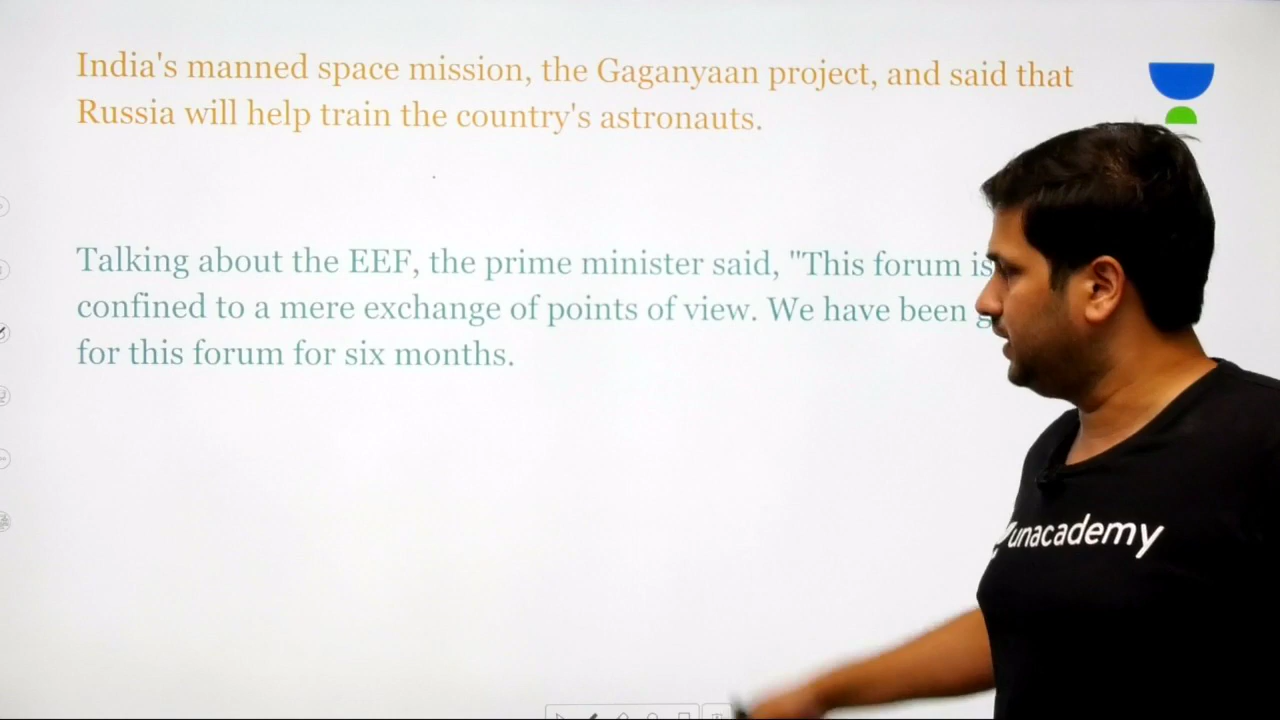 India's manned space mission, the Gaganyaan project, and said that
Russia will help train the country's astronauts.
Talking about the EEF, the prime minister said, "This forum is
confined to a mere exchange of points of view. We have been
for this forum for six months.
unacademy